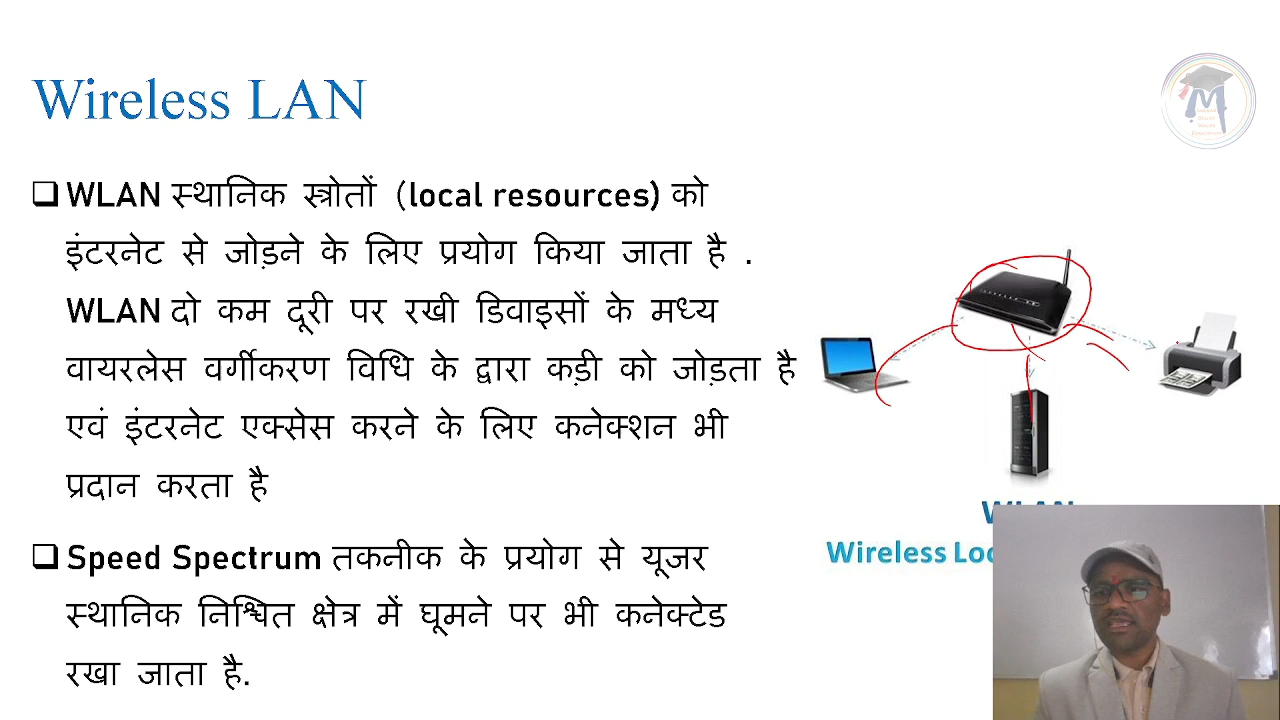 Wireless LAN
❑ WLAN स्थानिक स्त्रोतों (local resources) को
इंटरनेट से जोड़ने के लिए प्रयोग किया जाता है .
WLAN दो कम दूरी पर रखी डिवाइसों के मध्य
वायरलेस वर्गीकरण विधि के द्वारा कड़ी को जोड़ता है
एवं इंटरनेट एक्सेस करने के लिए कनेक्शन भी
प्रदान करता है
❑ Speed Spectrum तकनीक के प्रयोग से यूजर
स्थानिक निश्चित क्षेत्र में घूमने पर भी कनेक्टेड
रखा जाता है.
WLAN
Wireless